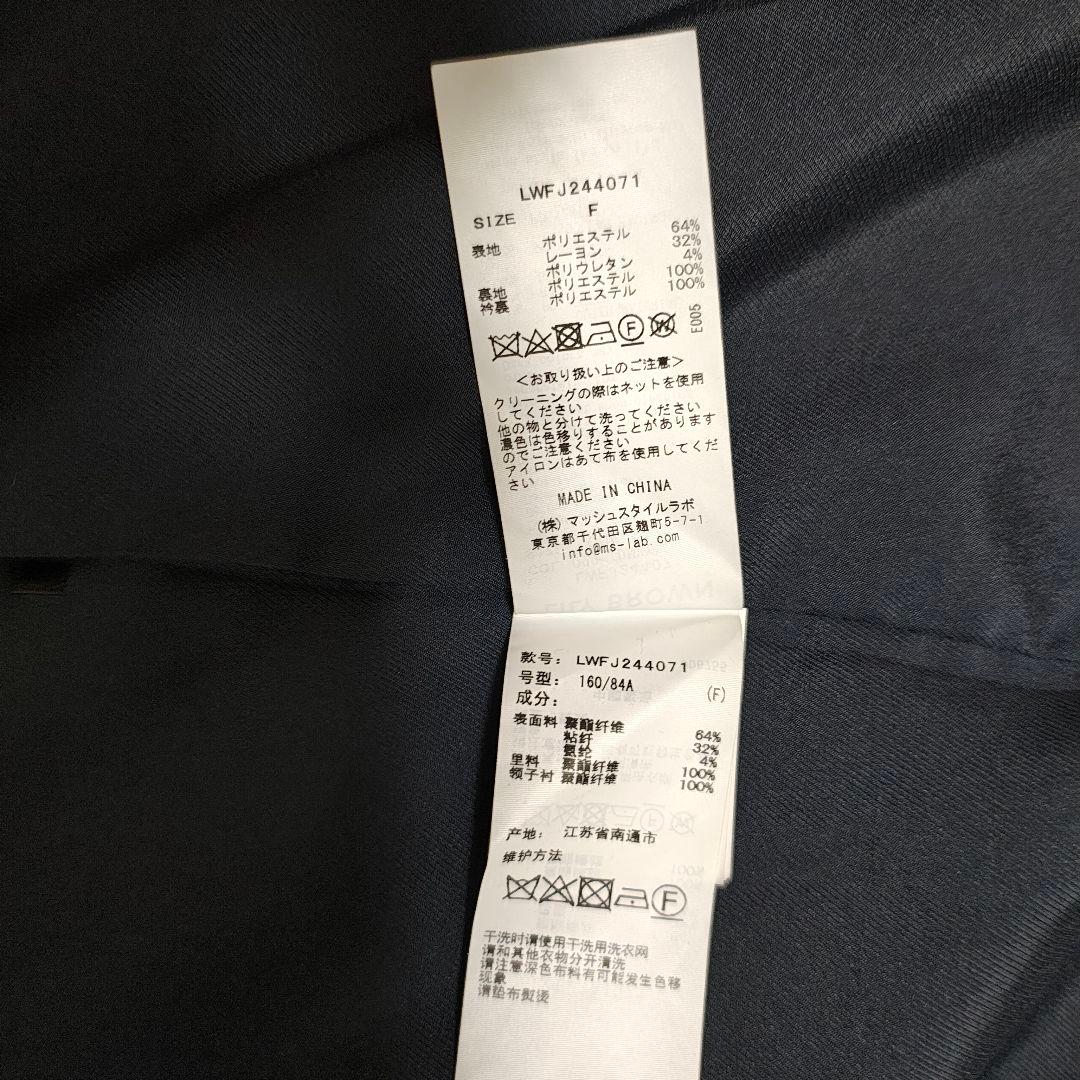 LWFJ244071
SIZE F
表地 ポリエステル 64%
レーヨン 32%
ポリウレタン 4%
裏地 ポリエステル 100%
衿裏 ポリエステル 100%
F W E005
＜お取り扱い上のご注意＞
クリーニングの際はネットを使用
してください
他の物と分けて洗ってください
濃色は色移りすることがあります
のでご注意ください
アイロンはあて布を使用してくだ
さい
MADE IN CHINA
(株)マッシュスタイルラボ
東京都千代田区麹町5-7-1
info@ms-lab.com
款号: LWFJ244071
号型: 160/84A (F)
成分:
表面料 聚酯纤维 64%
粘纤 32%
氨纶 4%
里料 聚酯纤维 100%
领子衬 聚酯纤维 100%
产地: 江苏省南通市
维护方法
F
干洗时请使用干洗用洗衣网
请和其他衣物分开清洗
请注意深色布料有可能发生色移
现象
请垫布熨烫